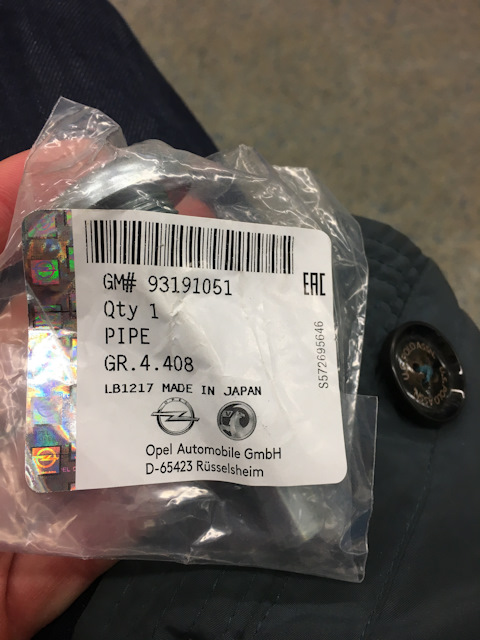 GM# 93191051
EAC
Qty 1
PIPE
GR.4.408
LB1217 MADE IN JAPAN
S572695646
Opel Automobile GmbH
D-65423 Rüsselsheim